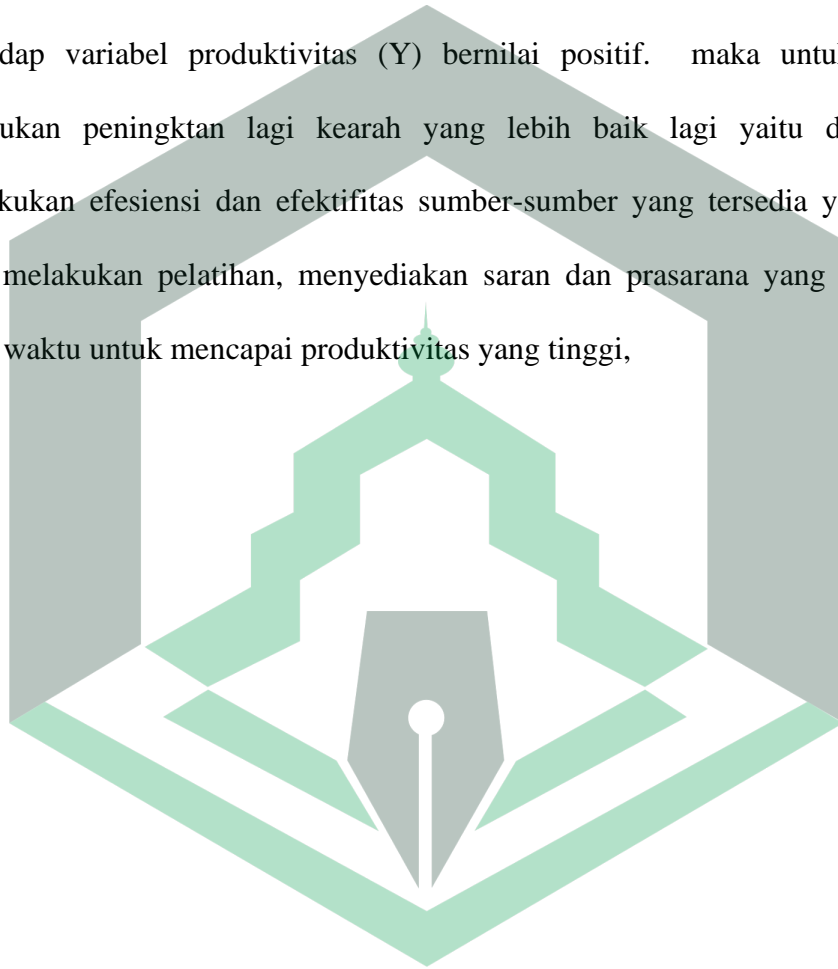 dap variabel produktivitas (Y) bernilai positif. maka untu
ukan peningktan lagi kearah yang lebih baik lagi yaitu d
kukan efesiensi dan efektifitas sumber-sumber yang tersedia y
melakukan pelatihan, menyediakan saran dan prasarana yang
waktu untuk mencapai produktivitas yang tinggi,